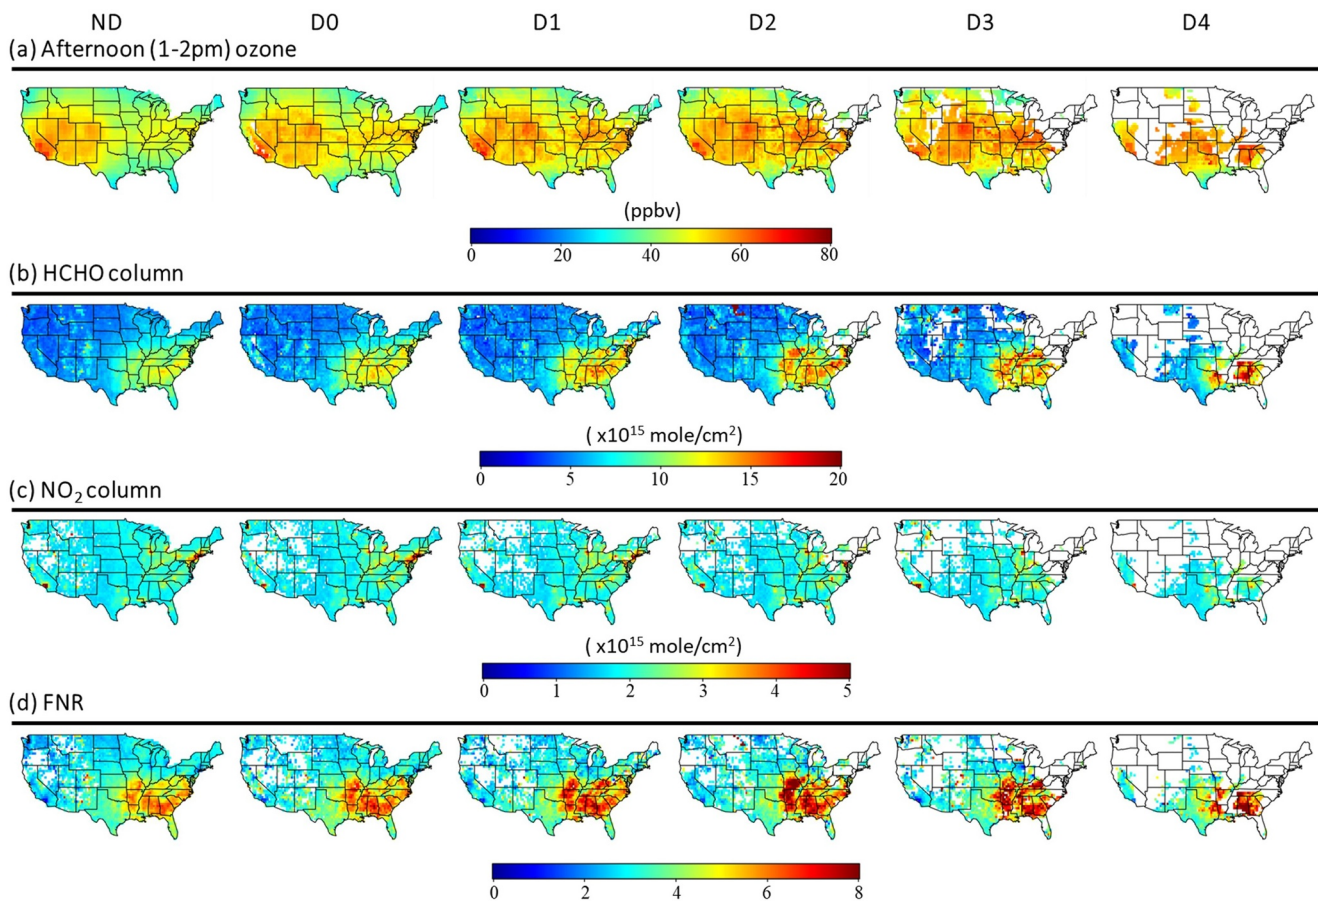 ND D0 D1 D2 D3 D4
(a) Afternoon (1-2pm) ozone
(ppbv)
0 20 40 60 80
(b) HCHO column
( x10¹⁵ mole/cm²)
0 5 10 15 20
(c) NO₂ column
( x10¹⁵ mole/cm²)
0 1 2 3 4 5
(d) FNR
0 2 4 6 8